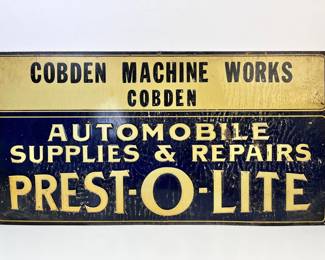 COBDEN MACHINE WORKS
COBDEN
AUTOMOBILE
SUPPLIES & REPAIRS
PREST-O-LITE